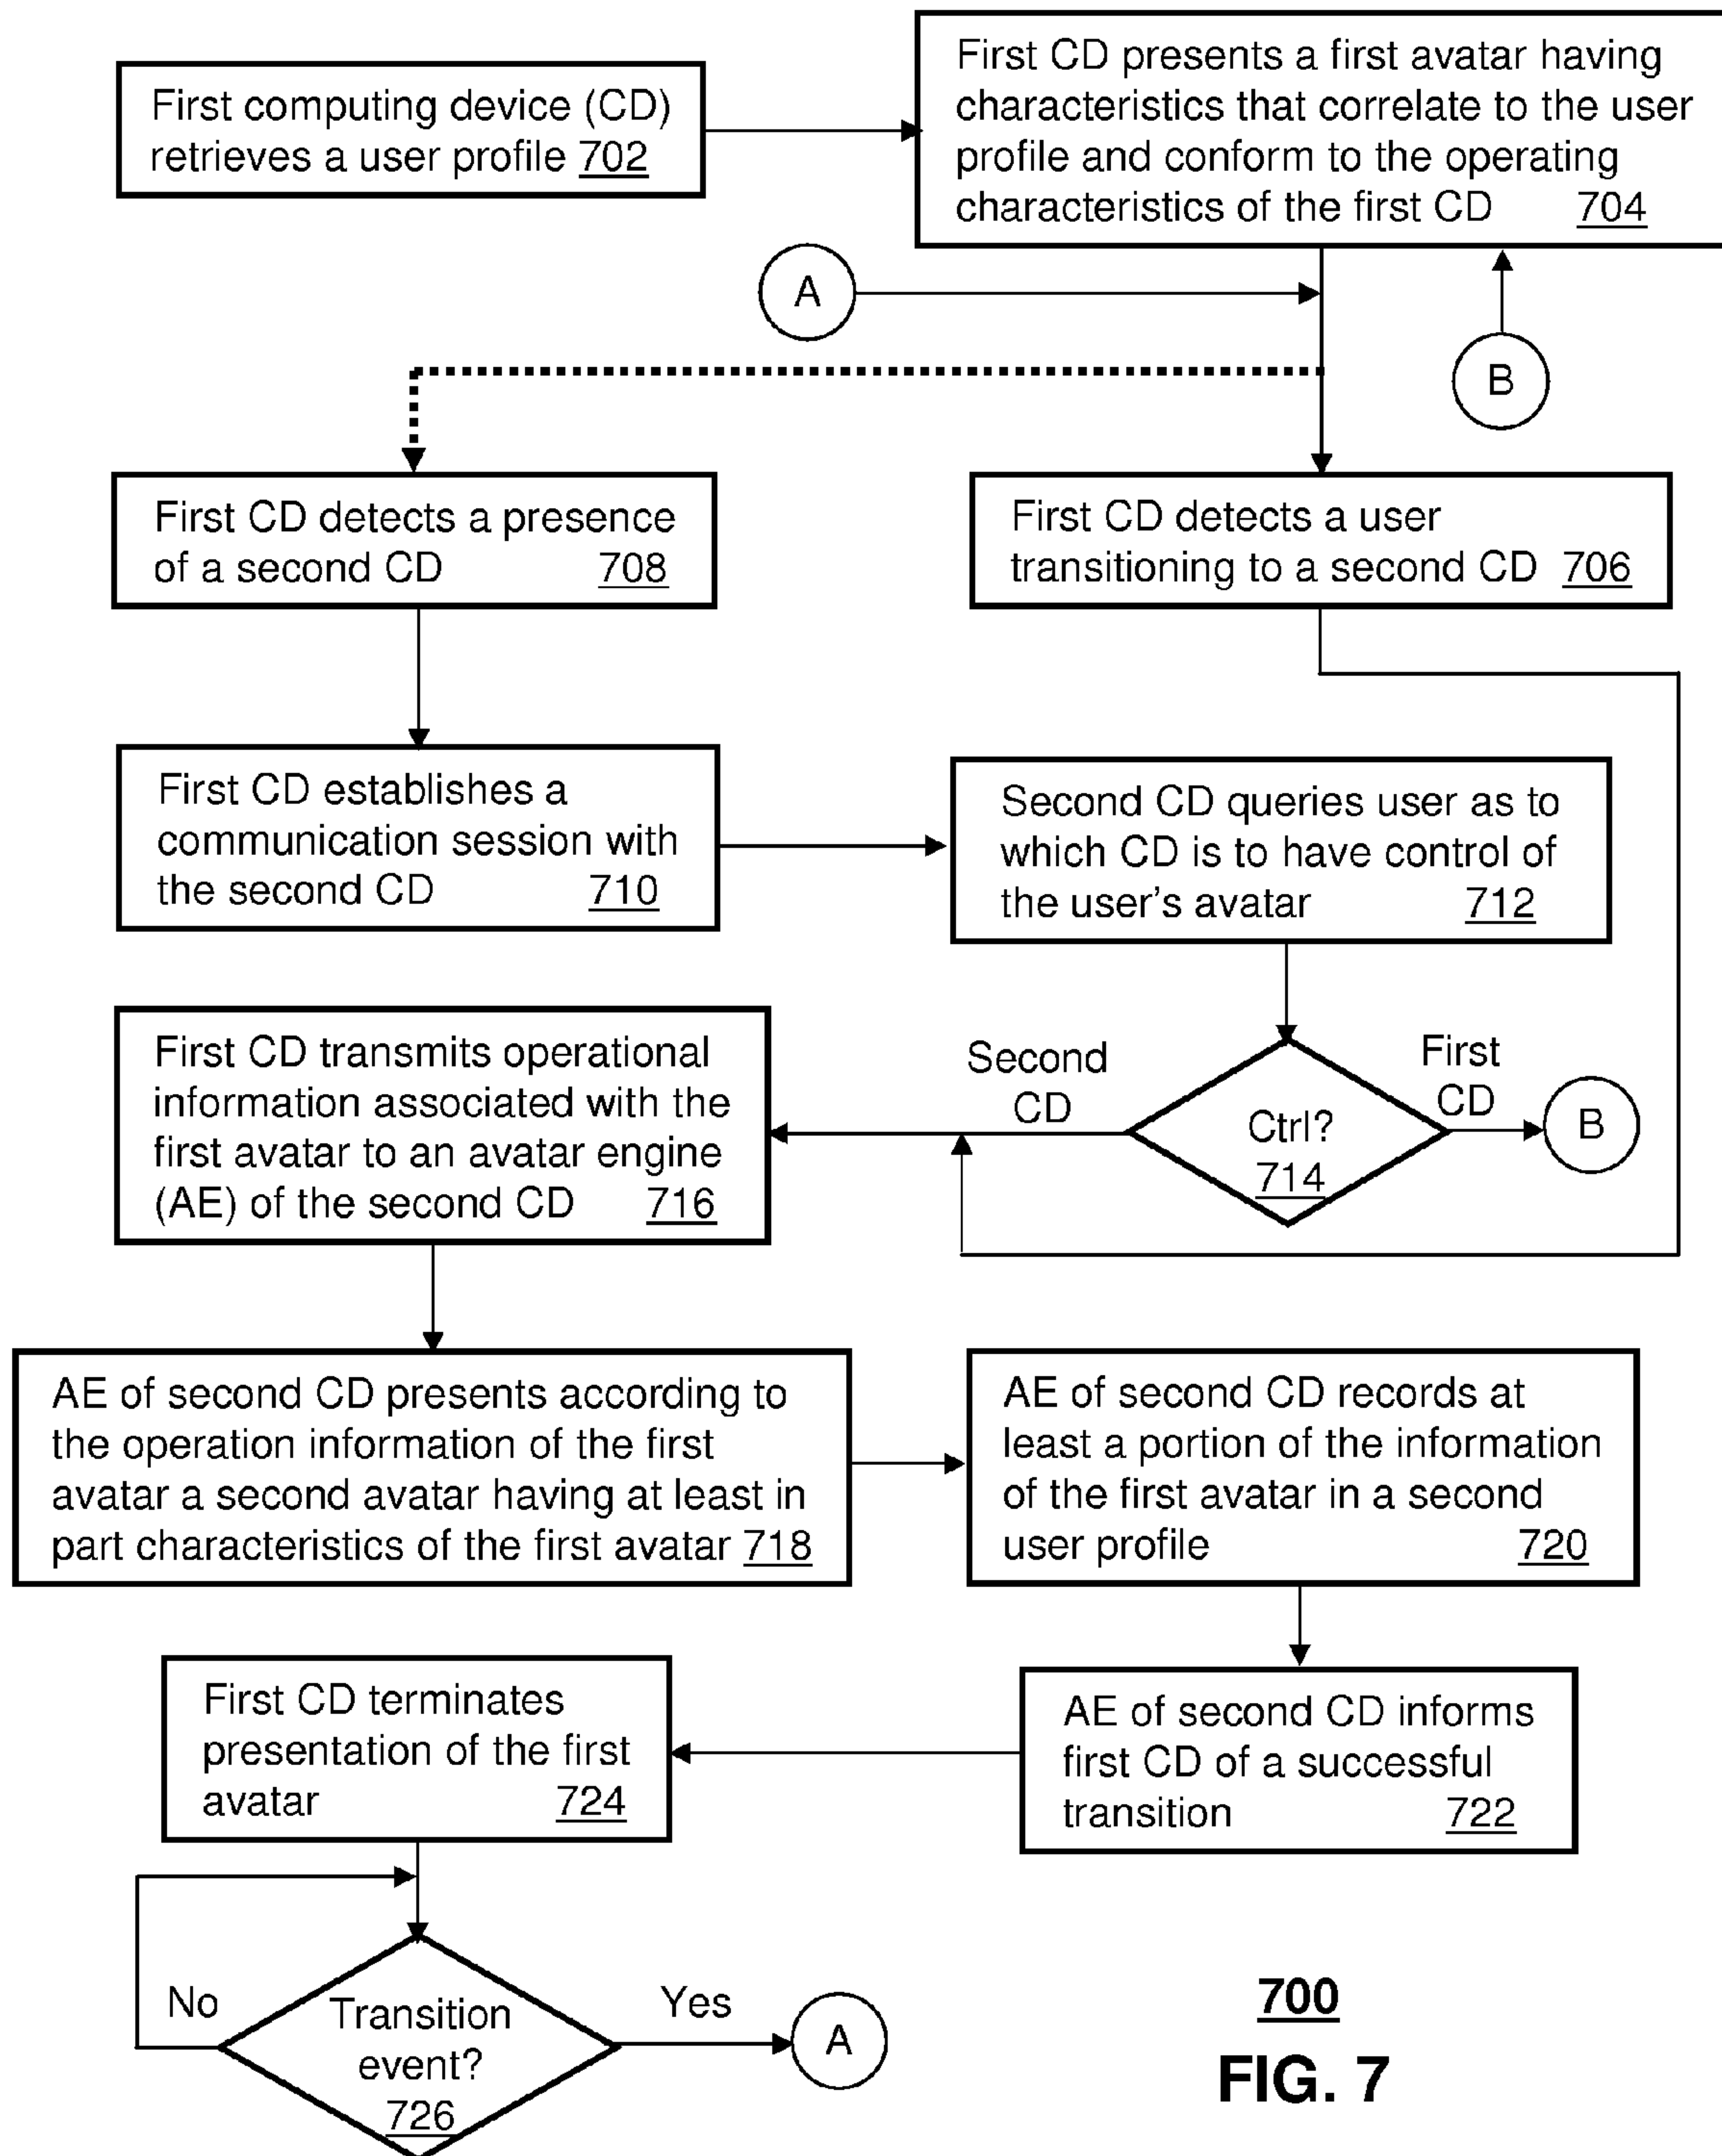 First computing device (CD)
retrieves a user profile 702
First CD presents a first avatar having
characteristics that correlate to the user
profile and conform to the operating
characteristics of the first CD 704
A
B
First CD detects a presence
of a second CD 708
First CD detects a user
transitioning to a second CD 706
First CD establishes a
communication session with
the second CD 710
Second CD queries user as to
which CD is to have control of
the user's avatar 712
First CD transmits operational
information associated with the
first avatar to an avatar engine
(AE) of the second CD 716
Second
CD
Ctrl?
714
First
CD
B
AE of second CD presents according to
the operation information of the first
avatar a second avatar having at least in
part characteristics of the first avatar 718
AE of second CD records at
least a portion of the information
of the first avatar in a second
user profile 720
First CD terminates
presentation of the first
avatar 724
AE of second CD informs
first CD of a successful
transition 722
No
Transition
event?
726
Yes
A
700
FIG. 7